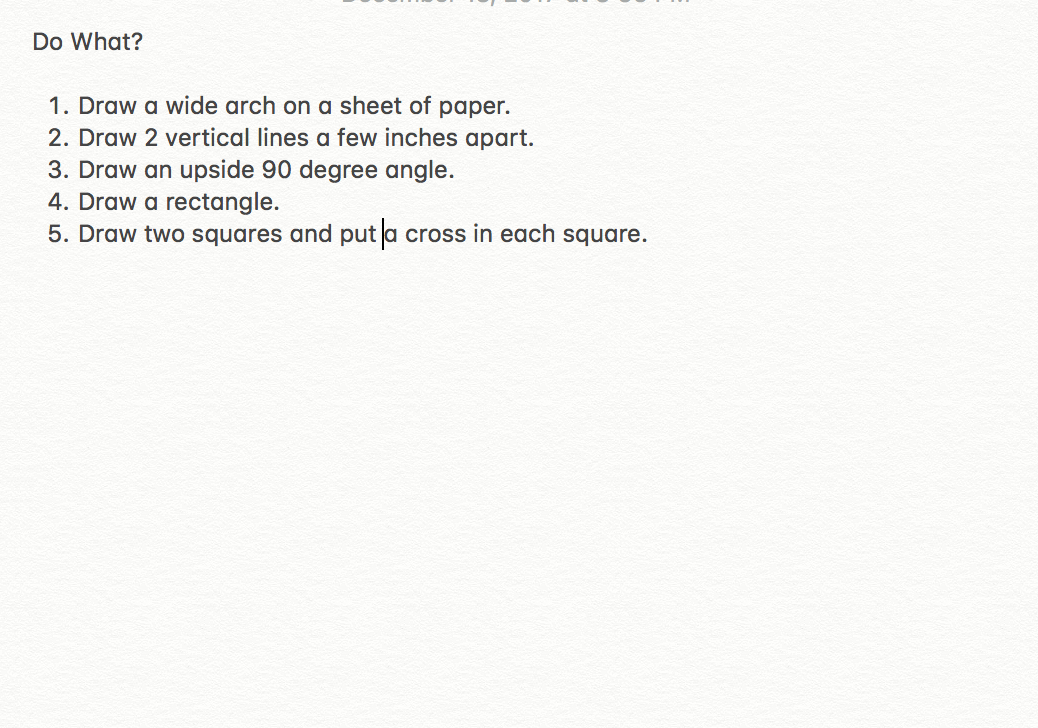 Do What?
1. Draw a wide arch on a sheet of paper.
2. Draw 2 vertical lines a few inches apart.
3. Draw an upside 90 degree angle.
4. Draw a rectangle.
5. Draw two squares and put a cross in each square.